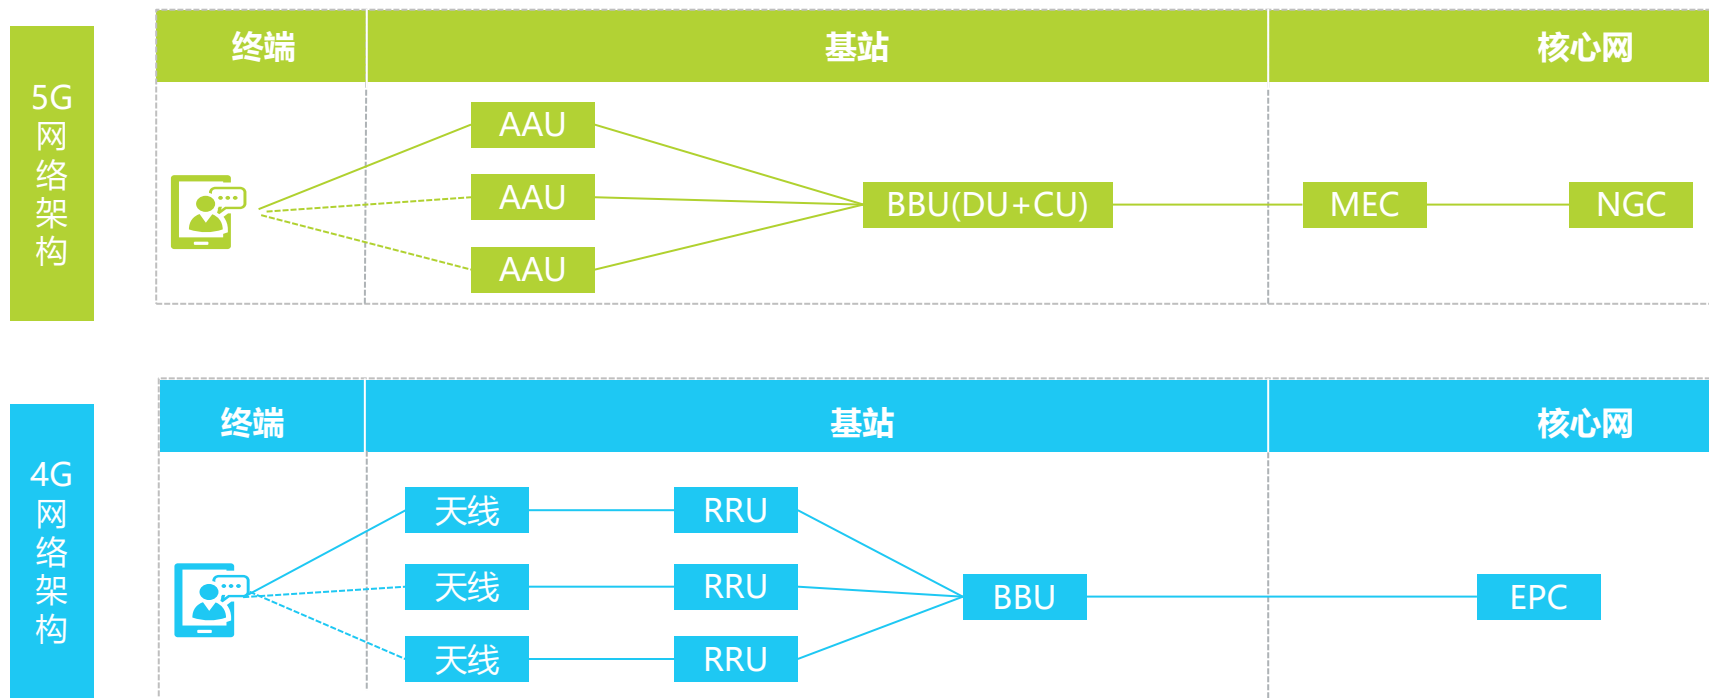 5G网络架构
终端
基站
核心网
AAU
AAU
AAU
BBU(DU+CU)
MEC
NGC
4G网络架构
终端
基站
核心网
天线
RRU
天线
RRU
天线
RRU
BBU
EPC